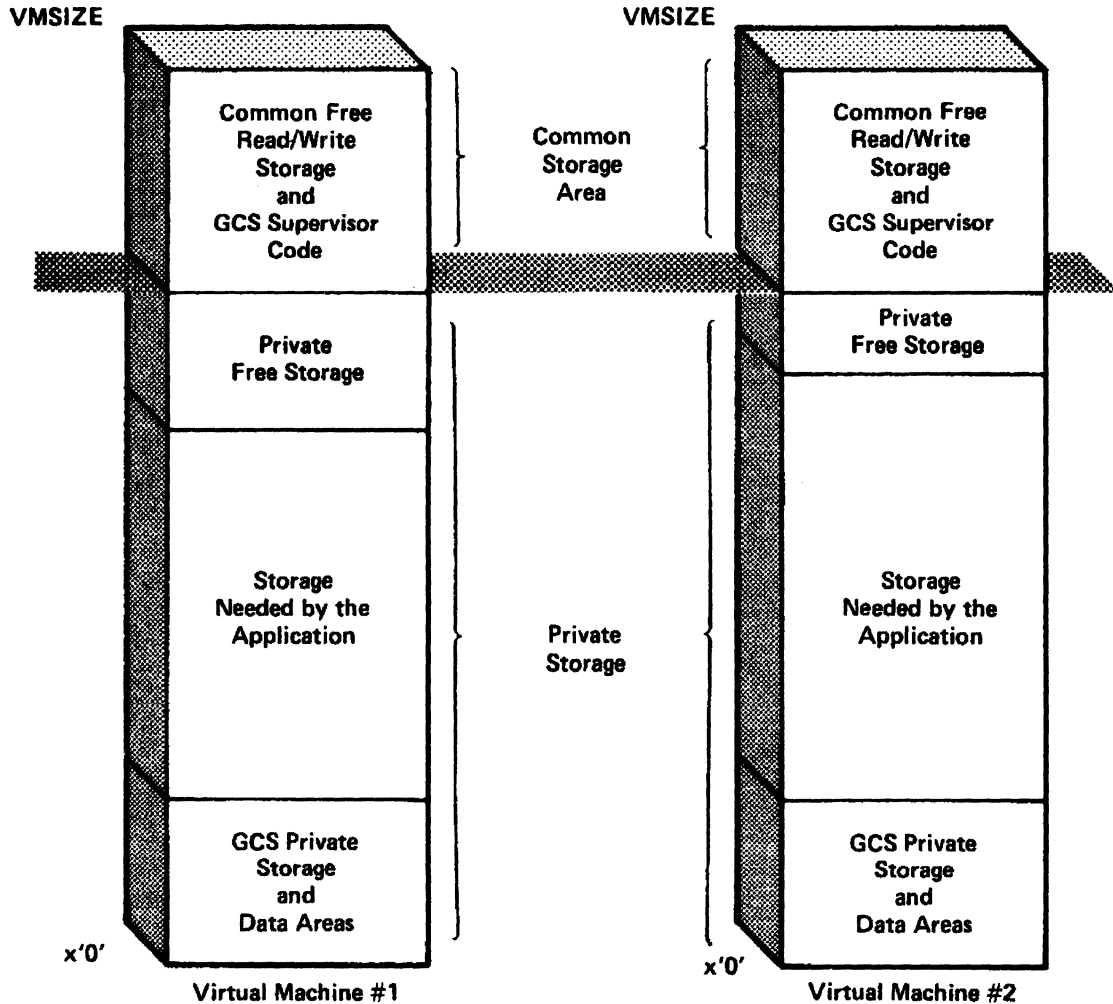 VMSIZE
Common Free
Read/Write
Storage
and
GCS Supervisor
Code
Private
Free Storage
Storage
Needed by the
Application
GCS Private
Storage
and
Data Areas
x'0'
Virtual Machine #1
Common
Storage
Area
Private
Storage
VMSIZE
Common Free
Read/Write
Storage
and
GCS Supervisor
Code
Private
Free Storage
Storage
Needed by the
Application
GCS Private
Storage
and
Data Areas
x'0'
Virtual Machine #2